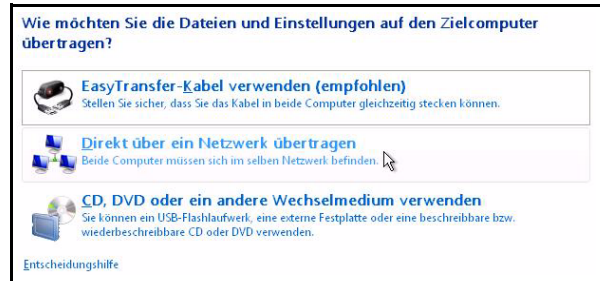 Wie möchten Sie die Dateien und Einstellungen auf den Zielcomputer
übertragen?
EasyTransfer-Kabel verwenden (empfohlen)
Stellen Sie sicher, dass Sie das Kabel in beide Computer gleichzeitig stecken können.
Direkt über ein Netzwerk übertragen
Beide Computer müssen sich im selben Netzwerk befinden.
CD, DVD oder ein andere Wechselmedium verwenden
Sie können ein USB-Flashlaufwerk, eine externe Festplatte oder eine beschreibbare bzw.
wiederbeschreibbare CD oder DVD verwenden.
Entscheidungshilfe